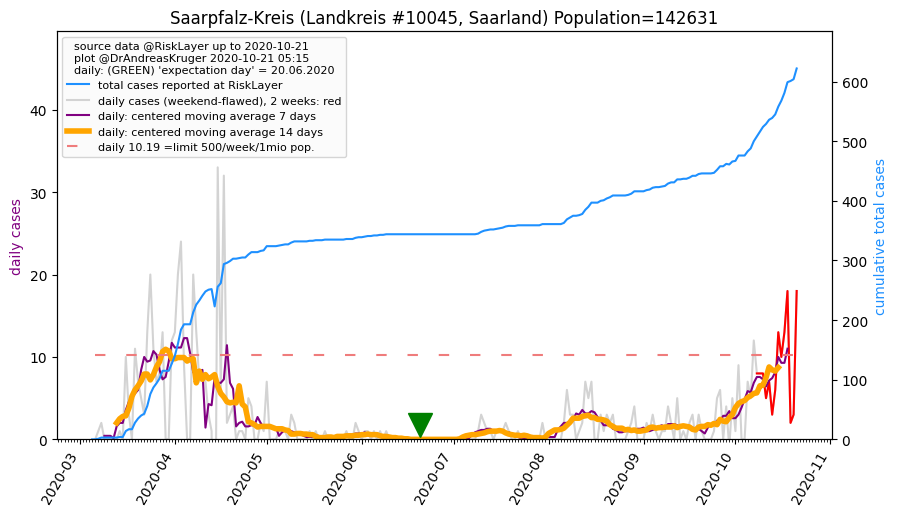 Saarpfalz-Kreis (Landkreis #10045, Saarland) Population=142631
source data @RiskLayer up to 2020-10-21
plot @DrAndreasKruger 2020-10-21 05:15
daily: (GREEN) 'expectation day' = 20.06.2020
total cases reported at RiskLayer
daily cases (weekend-flawed), 2 weeks: red
daily: centered moving average 7 days
daily: centered moving average 14 days
daily 10.19 =limit 500/week/1mio pop.
daily cases
40
30
20
10
0
cumulative total cases
600
500
400
300
200
100
0
2020-03
2020-04
2020-05
2020-06
2020-07
2020-08
2020-09
2020-10
2020-11